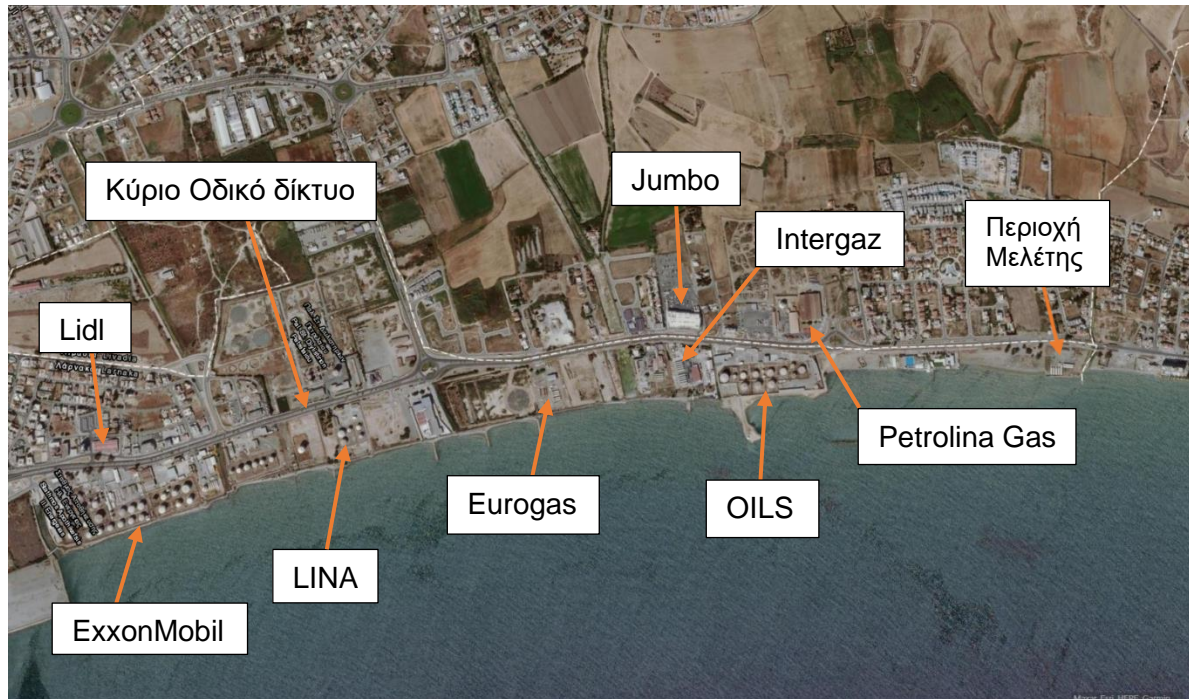 Κύριο Οδικό δίκτυο
Jumbo
Intergaz
Περιοχή
Μελέτης
Lidl
Petrolina Gas
Eurogas
OILS
LINA
ExxonMobil